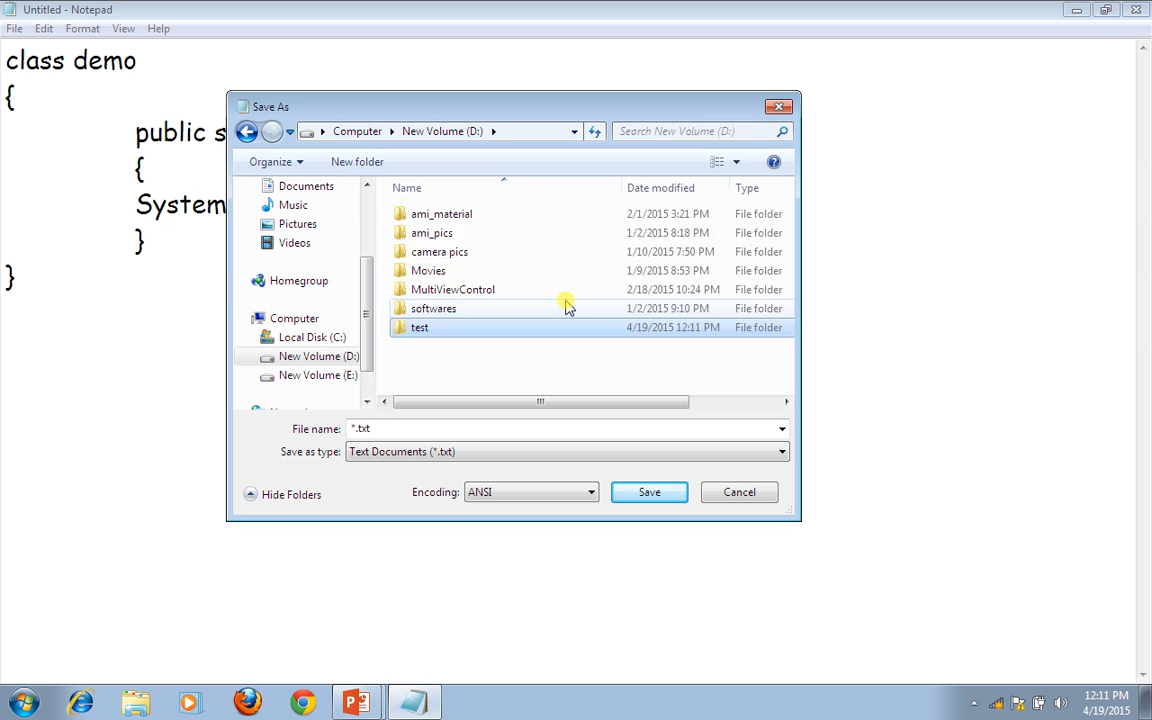 Untitled - Notepad
File Edit Format View Help
class demo
{
public s
{
System
}
}
Save As
Computer New Volume (D:) Search New Volume (D:)
Organize New folder
Name Date modified Type
Documents
Music
Pictures
Videos
Homegroup
Computer
Local Disk (C:)
New Volume (D:)
New Volume (E:)
ami_material 2/1/2015 3:21 PM File folder
ami_pics 1/2/2015 8:18 PM File folder
camera pics 1/10/2015 7:50 PM File folder
Movies 1/9/2015 8:53 PM File folder
MultiViewControl 2/18/2015 10:24 PM File folder
softwares 1/2/2015 9:10 PM File folder
test 4/19/2015 12:11 PM File folder
File name: *.txt
Save as type: Text Documents (*.txt)
Hide Folders Encoding: ANSI Save Cancel
12:11 PM
4/19/2015